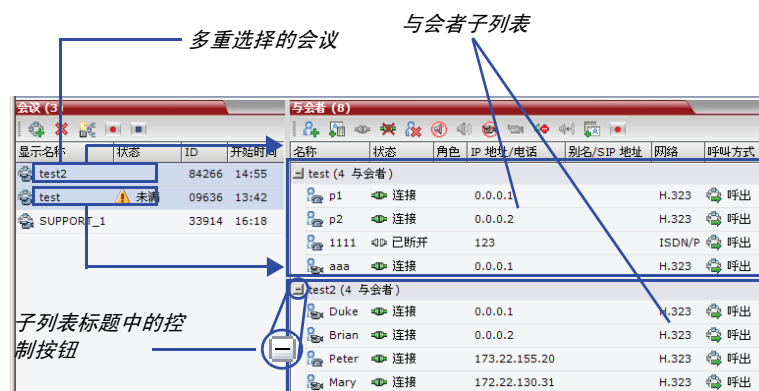 多重选择的会议
与会者子列表
会议 (3)
显示名称 状态 ID 开始时间
test2 84266 14:55
test 未满 09636 13:42
SUPPORT_1 33914 16:18
与会者 (8)
名称 状态 角色 IP 地址/电话 别名/SIP 地址 网络 呼叫方式
test (4 与会者)
p1 连接 0.0.0.1 H.323 呼出
p2 连接 0.0.0.2 H.323 呼出
1111 已断开 123 ISDN/P 呼出
aaa 连接 0.0.0.1 H.323 呼出
test2 (4 与会者)
Duke 连接 0.0.0.1 H.323 呼出
Brian 连接 0.0.0.2 H.323 呼出
Peter 连接 173.22.155.20 H.323 呼出
Mary 连接 172.22.130.31 H.323 呼出
子列表标题中的控
制按钮